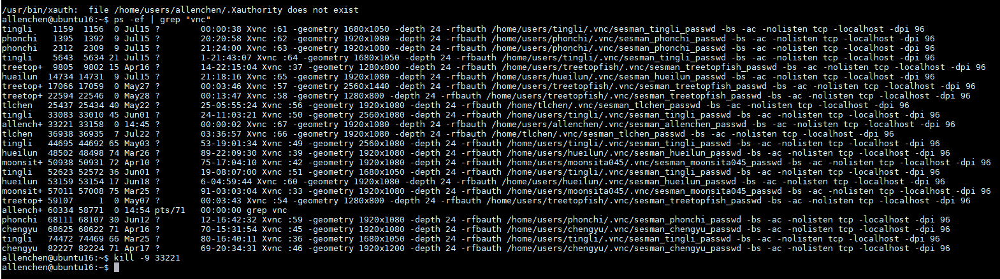 /usr/bin/xauth:  file /home/users/allenchen/.Xauthority does not exist
allenchen@ubuntu16:~$ ps -ef | grep "vnc"
tingli    1159  1156  0 Jul15 ?        00:00:38 Xvnc :61 -geometry 1680x1050 -depth 24 -rfbauth /home/users/tingli/.vnc/sesman_tingli_passwd -bs -ac -nolisten tcp -localhost -dpi 96
phonchi   1395  1392  9 Jul15 ?        20:20:58 Xvnc :62 -geometry 1920x1080 -depth 24 -rfbauth /home/users/phonchi/.vnc/sesman_phonchi_passwd -bs -ac -nolisten tcp -localhost -dpi 96
phonchi   2312  2309  9 Jul15 ?        21:24:00 Xvnc :63 -geometry 1920x1080 -depth 24 -rfbauth /home/users/phonchi/.vnc/sesman_phonchi_passwd -bs -ac -nolisten tcp -localhost -dpi 96
tingli    5643  5634 21 Jul15 ?        1-21:43:07 Xvnc :64 -geometry 1680x1050 -depth 24 -rfbauth /home/users/tingli/.vnc/sesman_tingli_passwd -bs -ac -nolisten tcp -localhost -dpi 96
treetop+  9805  9802 15 Apr16 ?        14-22:15:04 Xvnc :37 -geometry 1280x800 -depth 24 -rfbauth /home/users/treetopfish/.vnc/sesman_treetopfish_passwd -bs -ac -nolisten tcp -localhost -dpi 96
hueilun  14734 14731  9 Jul15 ?        21:18:16 Xvnc :65 -geometry 1920x1080 -depth 24 -rfbauth /home/users/hueilun/.vnc/sesman_hueilun_passwd -bs -ac -nolisten tcp -localhost -dpi 96
treetop+ 17066 17059  0 May27 ?        00:03:46 Xvnc :57 -geometry 2560x1440 -depth 24 -rfbauth /home/users/treetopfish/.vnc/sesman_treetopfish_passwd -bs -ac -nolisten tcp -localhost -dpi 96
treetop+ 22594 22546  0 May28 ?        00:13:47 Xvnc :58 -geometry 1280x800 -depth 24 -rfbauth /home/users/treetopfish/.vnc/sesman_treetopfish_passwd -bs -ac -nolisten tcp -localhost -dpi 96
tlchen   25437 25434 40 May22 ?        25-05:55:24 Xvnc :56 -geometry 1920x1080 -depth 24 -rfbauth /home/tlchen/.vnc/sesman_tlchen_passwd -bs -ac -nolisten tcp -localhost -dpi 96
tingli   33083 33010 45 Jun01 ?        24-11:03:21 Xvnc :50 -geometry 2560x1080 -depth 24 -rfbauth /home/users/tingli/.vnc/sesman_tingli_passwd -bs -ac -nolisten tcp -localhost -dpi 96
allench+ 33221 33158  0 14:45 ?        00:00:02 Xvnc :67 -geometry 1920x1080 -depth 24 -rfbauth /home/users/allenchen/.vnc/sesman_allenchen_passwd -bs -ac -nolisten tcp -localhost -dpi 96
tlchen   36938 36935  7 Jul22 ?        03:36:57 Xvnc :66 -geometry 1920x1080 -depth 24 -rfbauth /home/tlchen/.vnc/sesman_tlchen_passwd -bs -ac -nolisten tcp -localhost -dpi 96
tingli   44695 44692 65 May03 ?        53-19:01:34 Xvnc :49 -geometry 2560x1080 -depth 24 -rfbauth /home/users/tingli/.vnc/sesman_tingli_passwd -bs -ac -nolisten tcp -localhost -dpi 96
hueilun  48502 48498 74 Mar26 ?        89-22:09:30 Xvnc :39 -geometry 1920x1080 -depth 24 -rfbauth /home/users/hueilun/.vnc/sesman_hueilun_passwd -bs -ac -nolisten tcp -localhost -dpi 96
moonsit+ 50938 50931 72 Apr10 ?        75-17:04:10 Xvnc :42 -geometry 1920x1080 -depth 24 -rfbauth /home/users/moonsita045/.vnc/sesman_moonsita045_passwd -bs -ac -nolisten tcp -localhost -dpi 96
tingli   52623 52572 36 Jun01 ?        19-08:07:00 Xvnc :51 -geometry 1680x1050 -depth 24 -rfbauth /home/users/tingli/.vnc/sesman_tingli_passwd -bs -ac -nolisten tcp -localhost -dpi 96
hueilun  53159 53154 17 Jun18 ?        6-04:59:44 Xvnc :60 -geometry 1920x1080 -depth 24 -rfbauth /home/users/hueilun/.vnc/sesman_hueilun_passwd -bs -ac -nolisten tcp -localhost -dpi 96
moonsit+ 57011 57008 75 Mar25 ?        91-03:03:04 Xvnc :33 -geometry 1920x1080 -depth 24 -rfbauth /home/users/moonsita045/.vnc/sesman_moonsita045_passwd -bs -ac -nolisten tcp -localhost -dpi 96
treetop+ 59107     1  0 May07 ?        00:03:43 Xvnc :54 -geometry 1280x800 -depth 24 -rfbauth /home/users/treetopfish/.vnc/sesman_treetopfish_passwd -bs -ac -nolisten tcp -localhost -dpi 96
allench+ 60334 58771  0 14:54 pts/71   00:00:00 grep vnc
phonchi  68111 68107 30 Jun12 ?        12-16:42:32 Xvnc :59 -geometry 1920x1080 -depth 24 -rfbauth /home/users/phonchi/.vnc/sesman_phonchi_passwd -bs -ac -nolisten tcp -localhost -dpi 96
chengyu  68625 68622 71 Apr16 ?        70-15:31:54 Xvnc :45 -geometry 1920x1080 -depth 24 -rfbauth /home/users/chengyu/.vnc/sesman_chengyu_passwd -bs -ac -nolisten tcp -localhost -dpi 96
tingli   74472 74469 66 Mar25 ?        80-16:40:11 Xvnc :36 -geometry 1680x1050 -depth 24 -rfbauth /home/users/tingli/.vnc/sesman_tingli_passwd -bs -ac -nolisten tcp -localhost -dpi 96
chengyu  82227 82224 71 Apr17 ?        69-20:34:31 Xvnc :46 -geometry 1920x1200 -depth 24 -rfbauth /home/users/chengyu/.vnc/sesman_chengyu_passwd -bs -ac -nolisten tcp -localhost -dpi 96
allenchen@ubuntu16:~$ kill -9 33221
allenchen@ubuntu16:~$